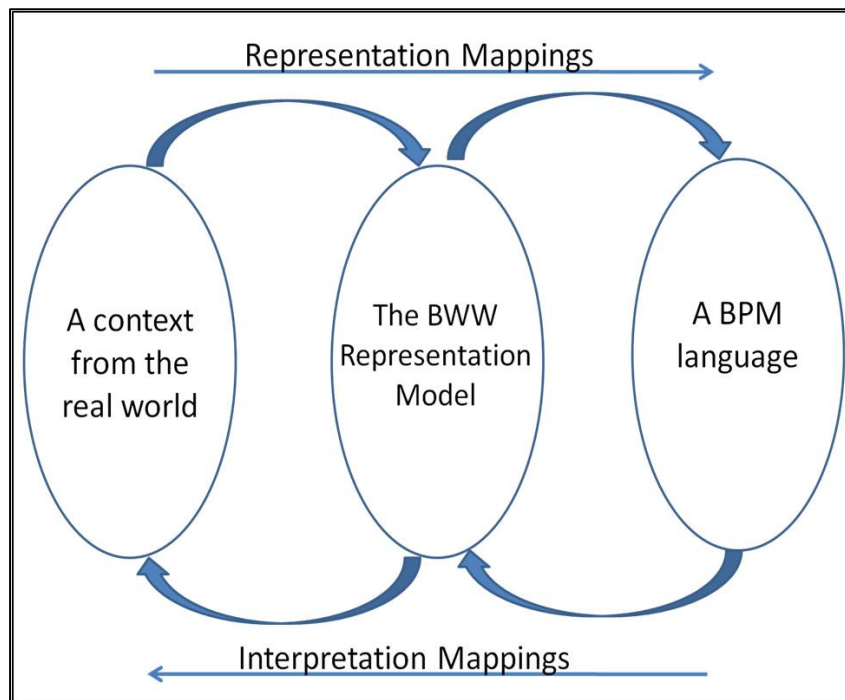 Representation Mappings
A context
from the
real world
The BWW
Representation
Model
A BPM
language
Interpretation Mappings